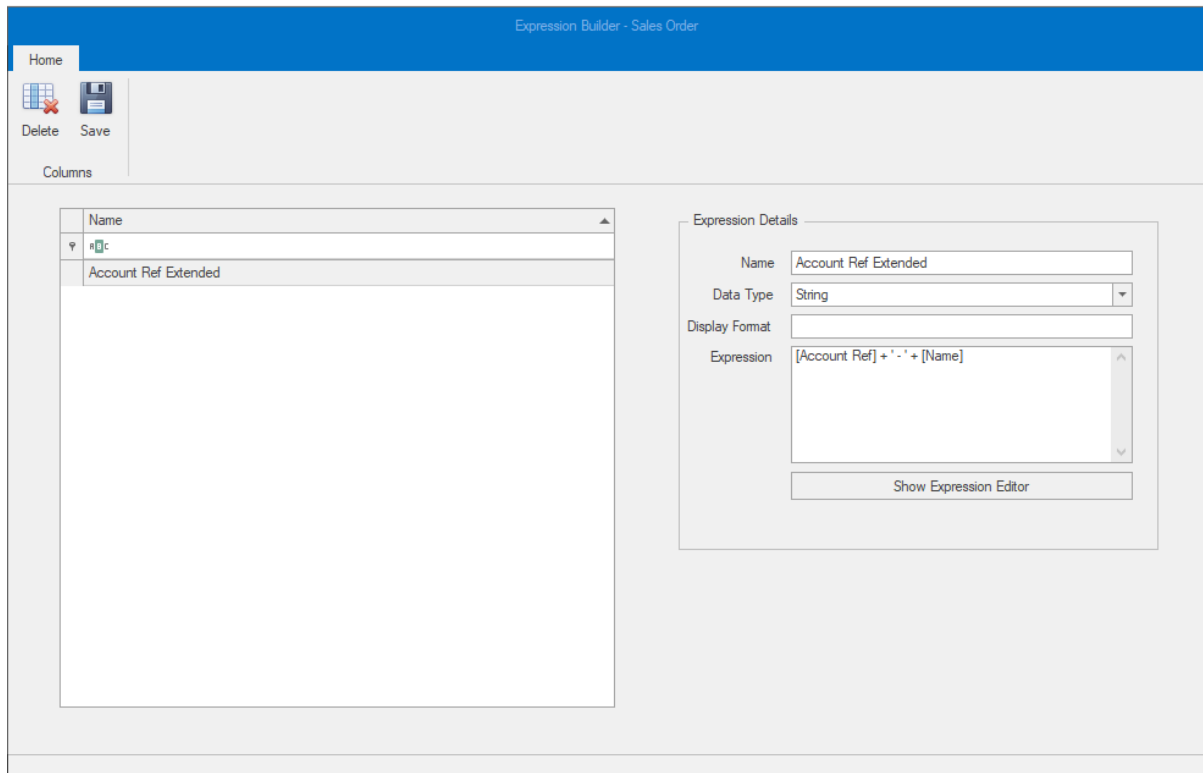 Expression Builder - Sales Order
Home
Delete Save
Columns
Name
ABC
Account Ref Extended
Expression Details
Name Account Ref Extended
Data Type String
Display Format
Expression [Account Ref] + ' - ' + [Name]
Show Expression Editor